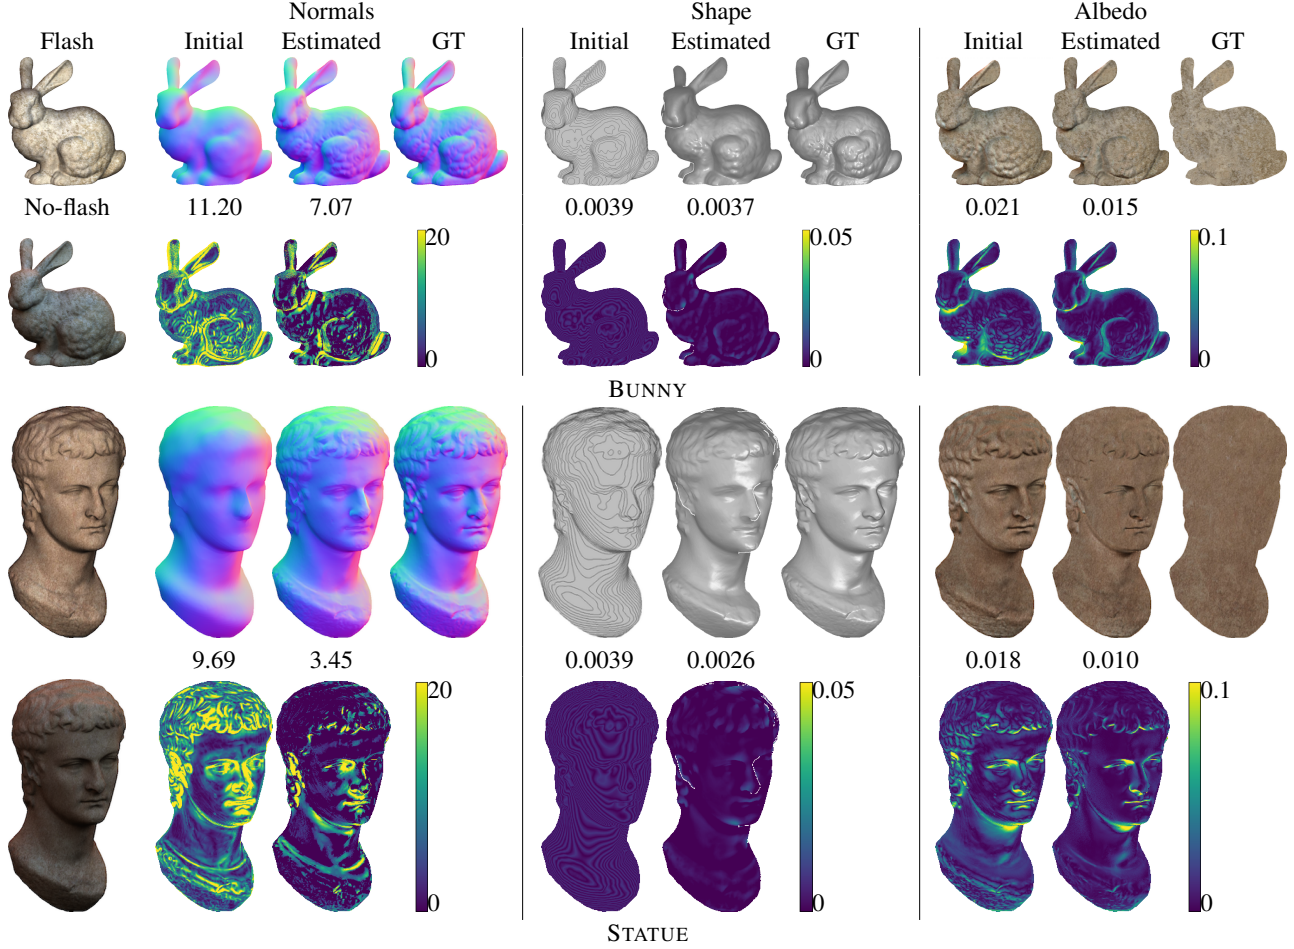 Normals Shape Albedo
Flash Initial Estimated GT Initial Estimated GT Initial Estimated GT
No-flash 11.20 7.07 0.0039 0.0037 0.021 0.015
20 0.05 0.1
0 0 0
BUNNY
9.69 3.45 0.0039 0.0026 0.018 0.010
20 0.05 0.1
0 0 0
STATUE